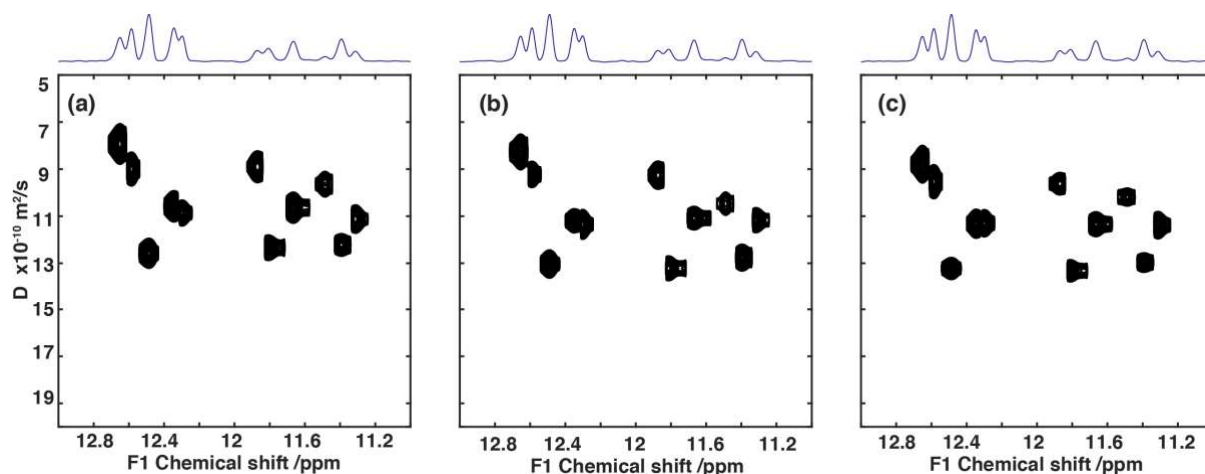 (a)
(b)
(c)
5
7
9
11
13
15
17
19
D x10⁻¹⁰ m²/s
12.8 12.4 12 11.6 11.2
12.8 12.4 12 11.6 11.2
12.8 12.4 12 11.6 11.2
F1 Chemical shift /ppm
F1 Chemical shift /ppm
F1 Chemical shift /ppm